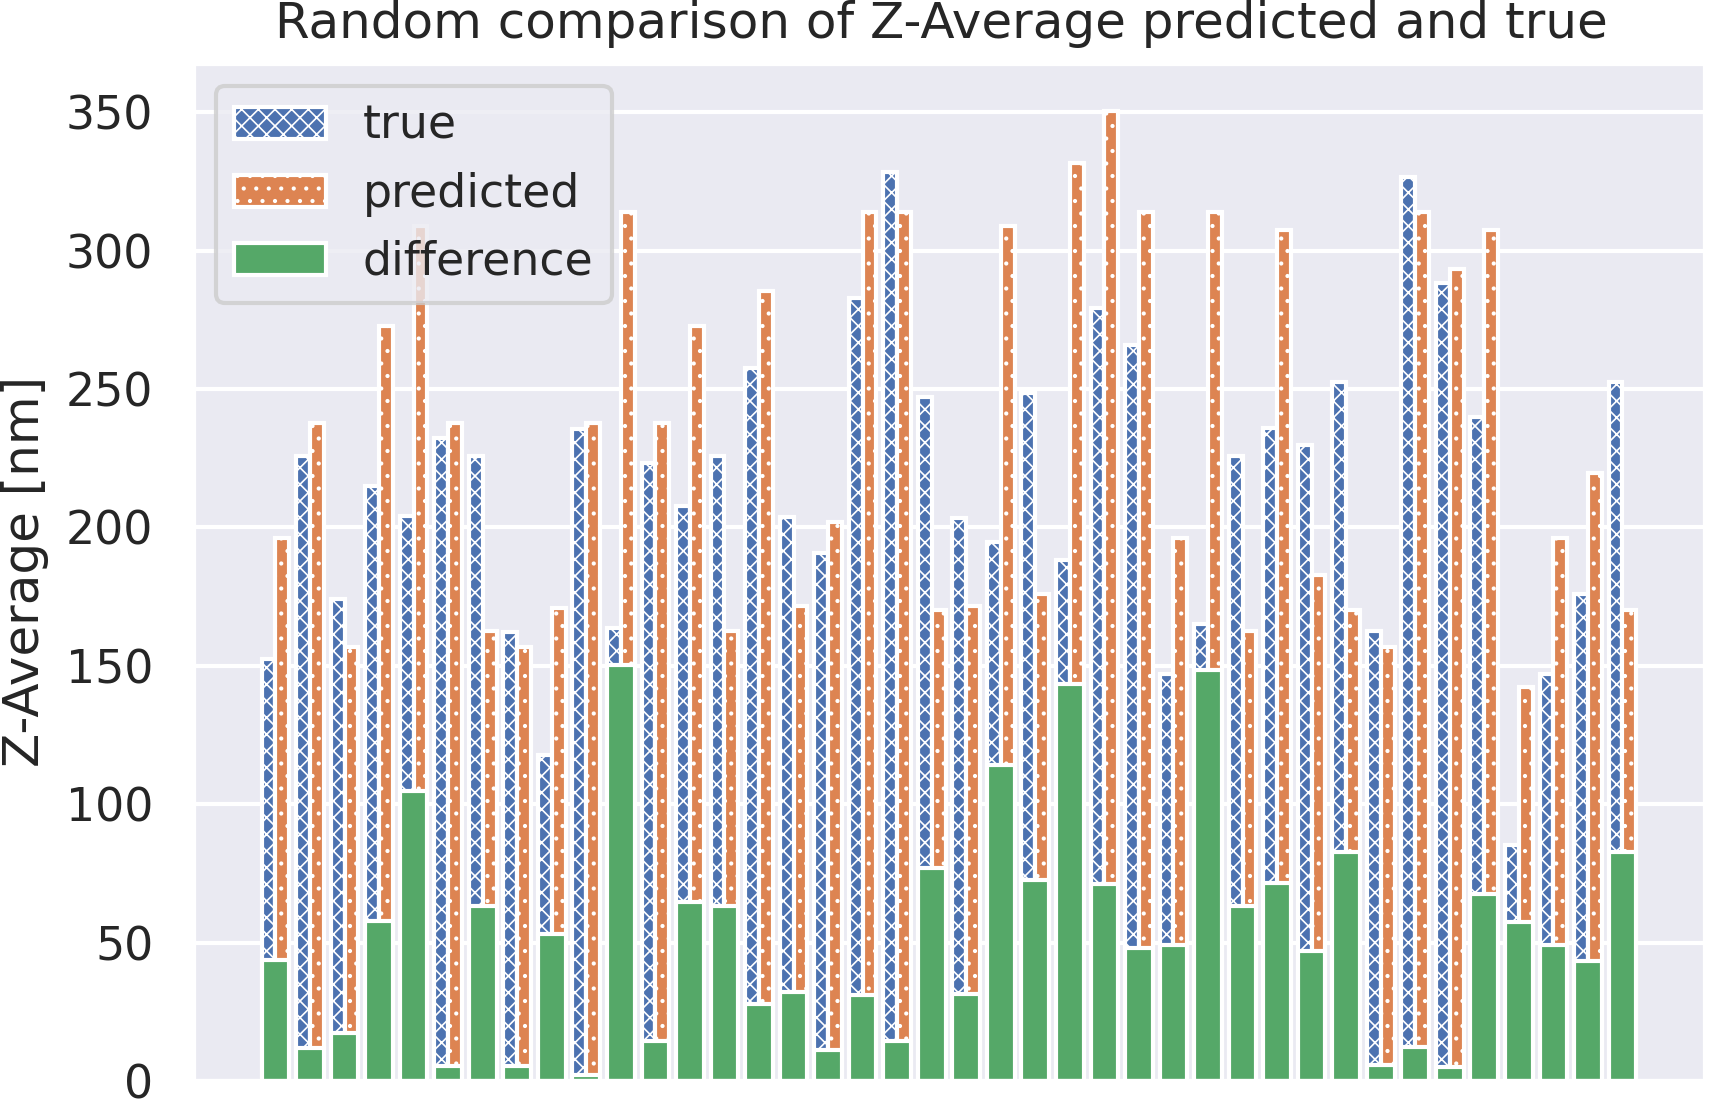 Random comparison of Z-Average predicted and true
Z-Average [nm]
350
300
250
200
150
100
50
0
true
predicted
difference